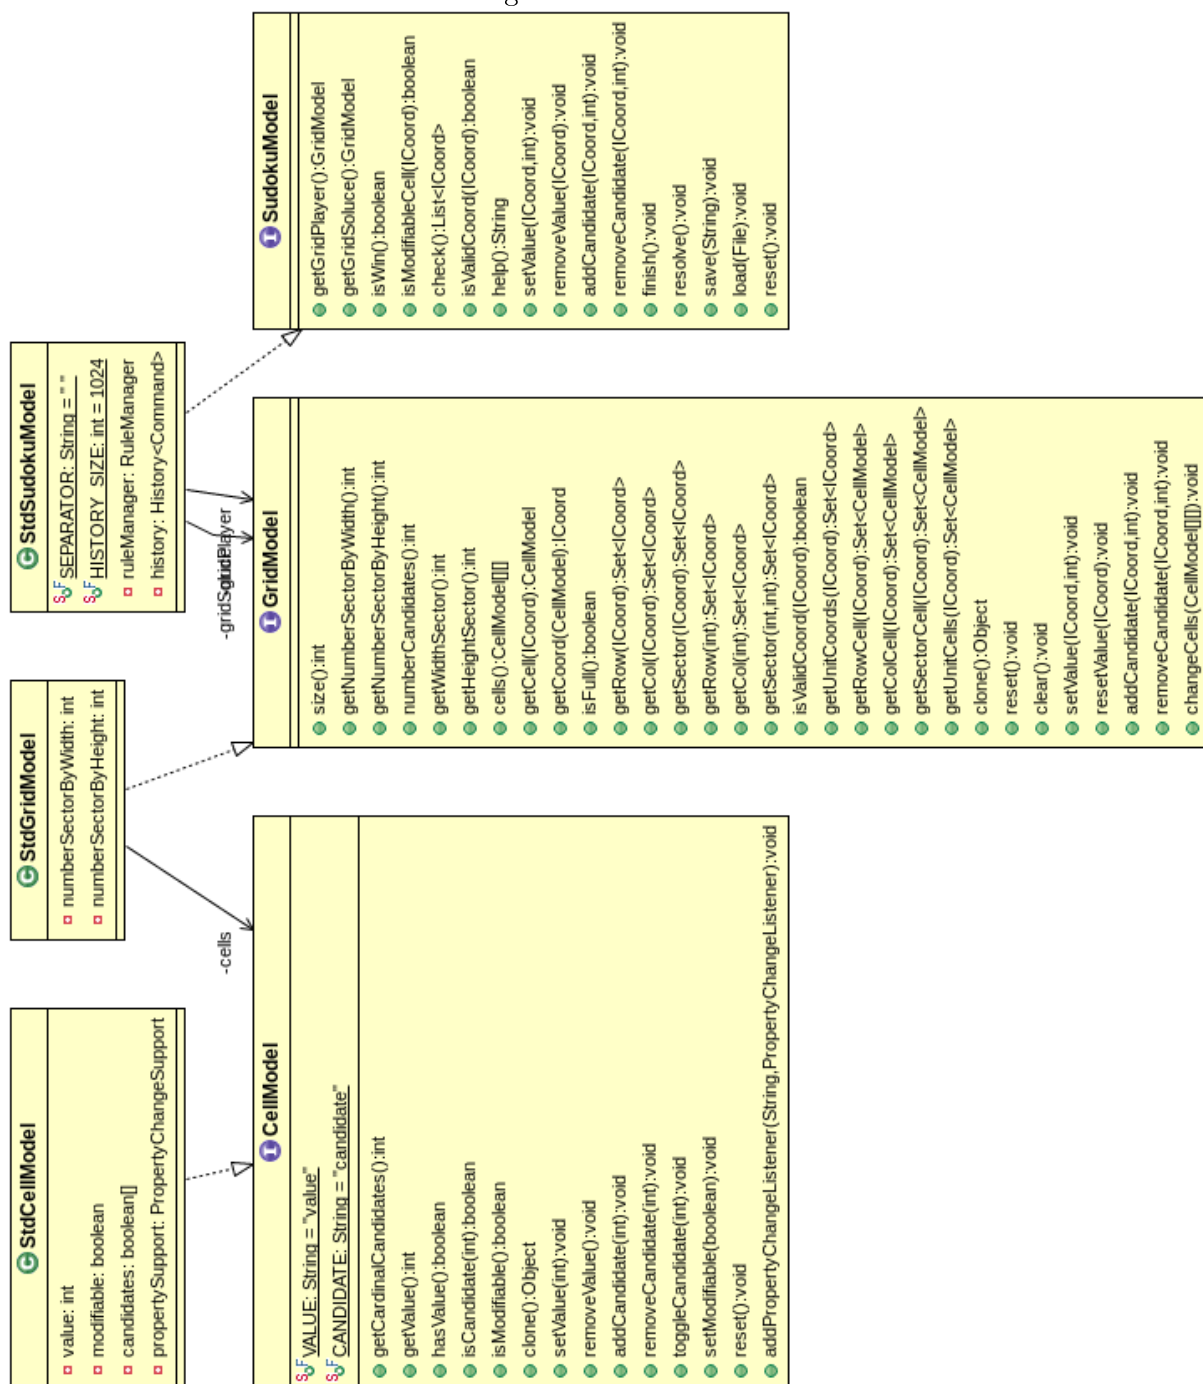 StdCellModel
value: int
modifiable: boolean
candidates: boolean[]
propertySupport: PropertyChangeSupport
StdGridModel
numberSectorByWidth: int
numberSectorByHeight: int
StdSudokuModel
SEPARATOR: String = " "
HISTORY_SIZE: int = 1024
ruleManager: RuleManager
history: History<Command>
-cells
CellModel
VALUE: String = "value"
CANDIDATE: String = "candidate"
getCardinalCandidates():int
getValue():int
hasValue():boolean
isCandidate(int):boolean
isModifiable():boolean
clone():Object
setValue(int):void
removeValue():void
addCandidate(int):void
removeCandidate(int):void
toggleCandidate(int):void
setModifiable(boolean):void
reset():void
addPropertyChangeListener(String,PropertyChangeListener):void
GridModel
size():int
getNumberSectorByWidth():int
getNumberSectorByHeight():int
numberCandidates():int
getWidthSector():int
getHeightSector():int
cells():CellModel[][]
getCell(ICoord):CellModel
getCoord(CellModel):ICoord
isFull():boolean
getRow(ICoord):Set<ICoord>
getCol(ICoord):Set<ICoord>
getSector(ICoord):Set<ICoord>
getRow(int):Set<ICoord>
getCol(int):Set<ICoord>
getSector(int,int):Set<ICoord>
isValidCoord(ICoord):boolean
getUnitCoords(ICoord):Set<ICoord>
getRowCell(ICoord):Set<CellModel>
getColCell(ICoord):Set<CellModel>
getSectorCell(ICoord):Set<CellModel>
getUnitCells(ICoord):Set<CellModel>
clone():Object
reset():void
clear():void
setValue(ICoord,int):void
resetValue(ICoord):void
addCandidate(ICoord,int):void
removeCandidate(ICoord,int):void
changeCells(CellModel[][]):void
SudokuModel
getGridPlayer():GridModel
getGridSoluce():GridModel
isWin():boolean
isModifiableCell(ICoord):boolean
check():List<ICoord>
isValidCoord(ICoord):boolean
help():String
setValue(ICoord,int):void
removeValue(ICoord):void
addCandidate(ICoord,int):void
removeCandidate(ICoord,int):void
finish():void
resolve():void
save(String):void
load(File):void
reset():void